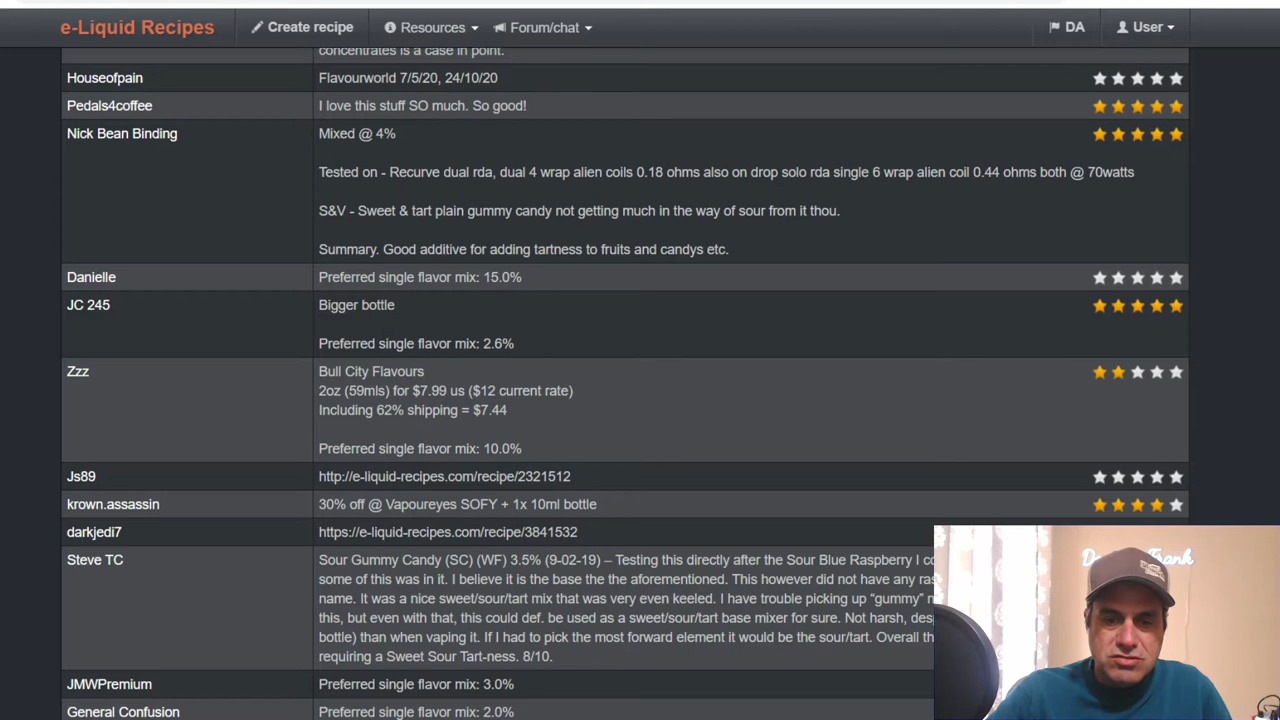 e-Liquid Recipes Create recipe Resources Forum/chat DA User
concentrates is a case in point.
Houseofpain Flavourworld 7/5/20, 24/10/20
Pedals4coffee I love this stuff SO much. So good!
Nick Bean Binding Mixed @ 4%
Tested on - Recurve dual rda, dual 4 wrap alien coils 0.18 ohms also on drop solo rda single 6 wrap alien coil 0.44 ohms both @ 70watts
S&V - Sweet & tart plain gummy candy not getting much in the way of sour from it thou.
Summary. Good additive for adding tartness to fruits and candys etc.
Danielle Preferred single flavor mix: 15.0%
JC 245 Bigger bottle
Preferred single flavor mix: 2.6%
Zzz Bull City Flavours
2oz (59mls) for $7.99 us ($12 current rate)
Including 62% shipping = $7.44
Preferred single flavor mix: 10.0%
Js89 http://e-liquid-recipes.com/recipe/2321512
krown.assassin 30% off @ Vapoureyes SOFY + 1x 10ml bottle
darkjedi7 https://e-liquid-recipes.com/recipe/3841532
Steve TC Sour Gummy Candy (SC) (WF) 3.5% (9-02-19) – Testing this directly after the Sour Blue Raspberry I
some of this was in it. I believe it is the base the the aforementioned. This however did not have any
name. It was a nice sweet/sour/tart mix that was very even keeled. I have trouble picking up “gummy”
this, but even with that, this could def. be used as a sweet/sour/tart base mixer for sure. Not harsh,
bottle) than when vaping it. If I had to pick the most forward element it would be the sour/tart. Overall
requiring a Sweet Sour Tart-ness. 8/10.
JMWPremium Preferred single flavor mix: 3.0%
General Confusion Preferred single flavor mix: 2.0%